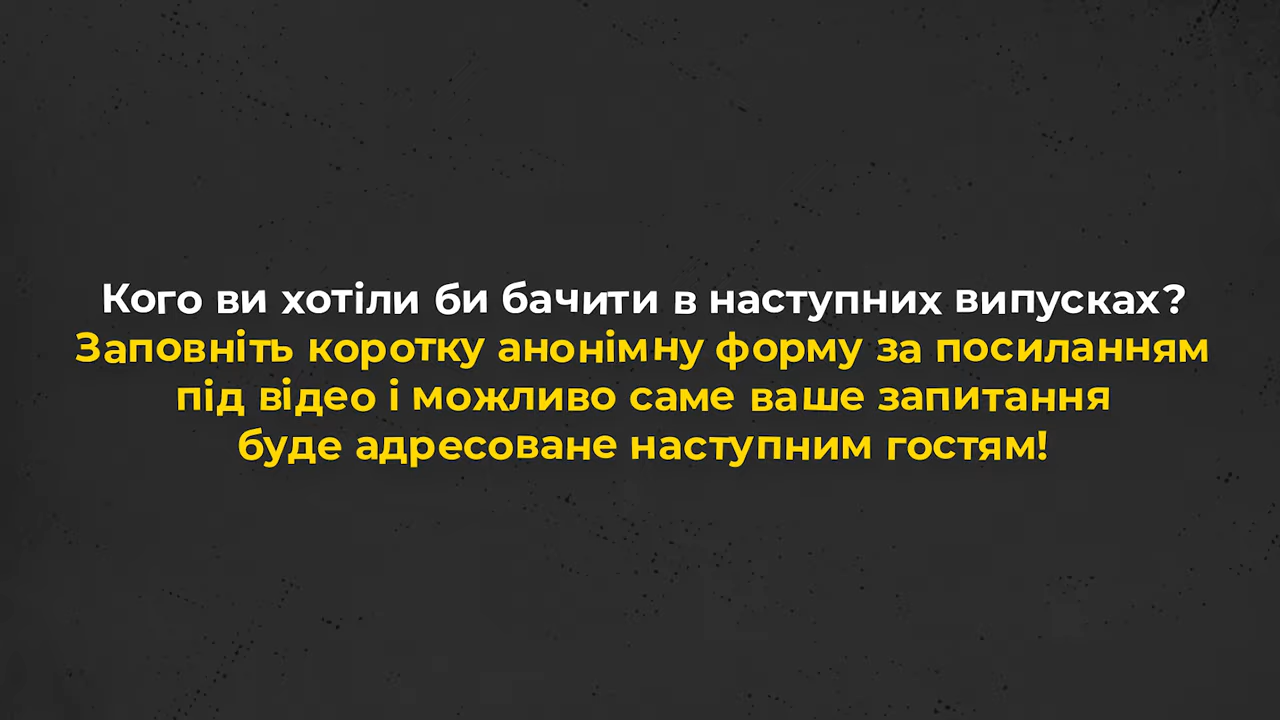 Кого ви хотіли би бачити в наступних випусках?
Заповніть коротку анонімну форму за посиланням
під відео і можливо саме ваше запитання
буде адресоване наступним гостям!